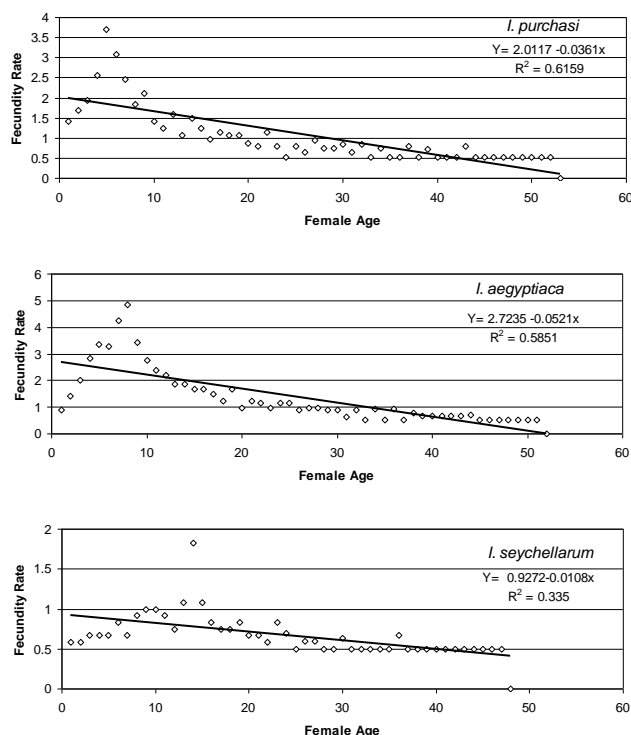 I. purchasi
Y= 2.0117 -0.0361x
R² = 0.6159
Fecundity Rate
4
3.5
3
2.5
2
1.5
1
0.5
0
0 10 20 30 40 50 60
Female Age
I. aegyptiaca
Y= 2.7235 -0.0521x
R² = 0.5851
Fecundity Rate
6
5
4
3
2
1
0
0 10 20 30 40 50 60
Female Age
I. seychellarum
Y= 0.9272-0.0108x
R² = 0.335
Fecundity Rate
2
1.5
1
0.5
0
0 10 20 30 40 50 60
Female Age